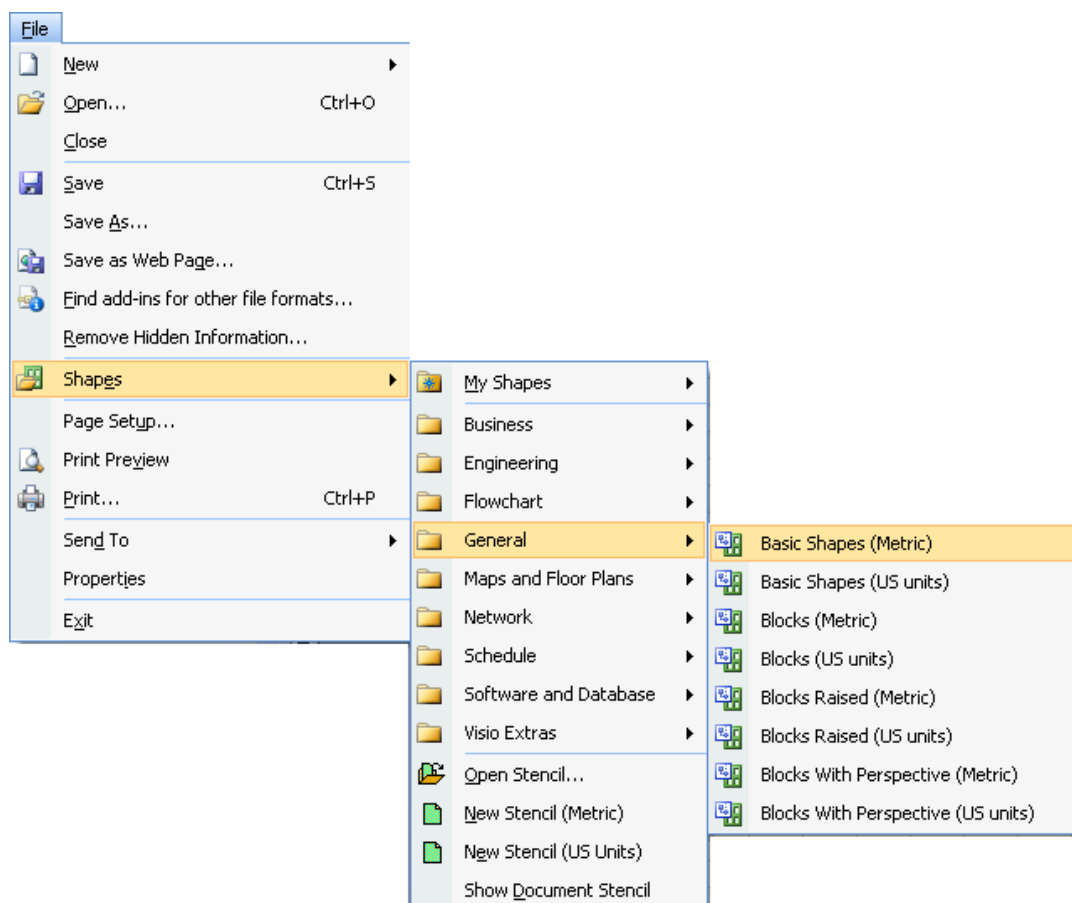 File
New
Open... Ctrl+O
Close
Save Ctrl+S
Save As...
Save as Web Page...
Find add-ins for other file formats...
Remove Hidden Information...
Shapes
Page Setup...
Print Preview
Print... Ctrl+P
Send To
Properties
Exit
My Shapes
Business
Engineering
Flowchart
General
Maps and Floor Plans
Network
Schedule
Software and Database
Visio Extras
Open Stencil...
New Stencil (Metric)
New Stencil (US Units)
Show Document Stencil
Basic Shapes (Metric)
Basic Shapes (US units)
Blocks (Metric)
Blocks (US units)
Blocks Raised (Metric)
Blocks Raised (US units)
Blocks With Perspective (Metric)
Blocks With Perspective (US units)